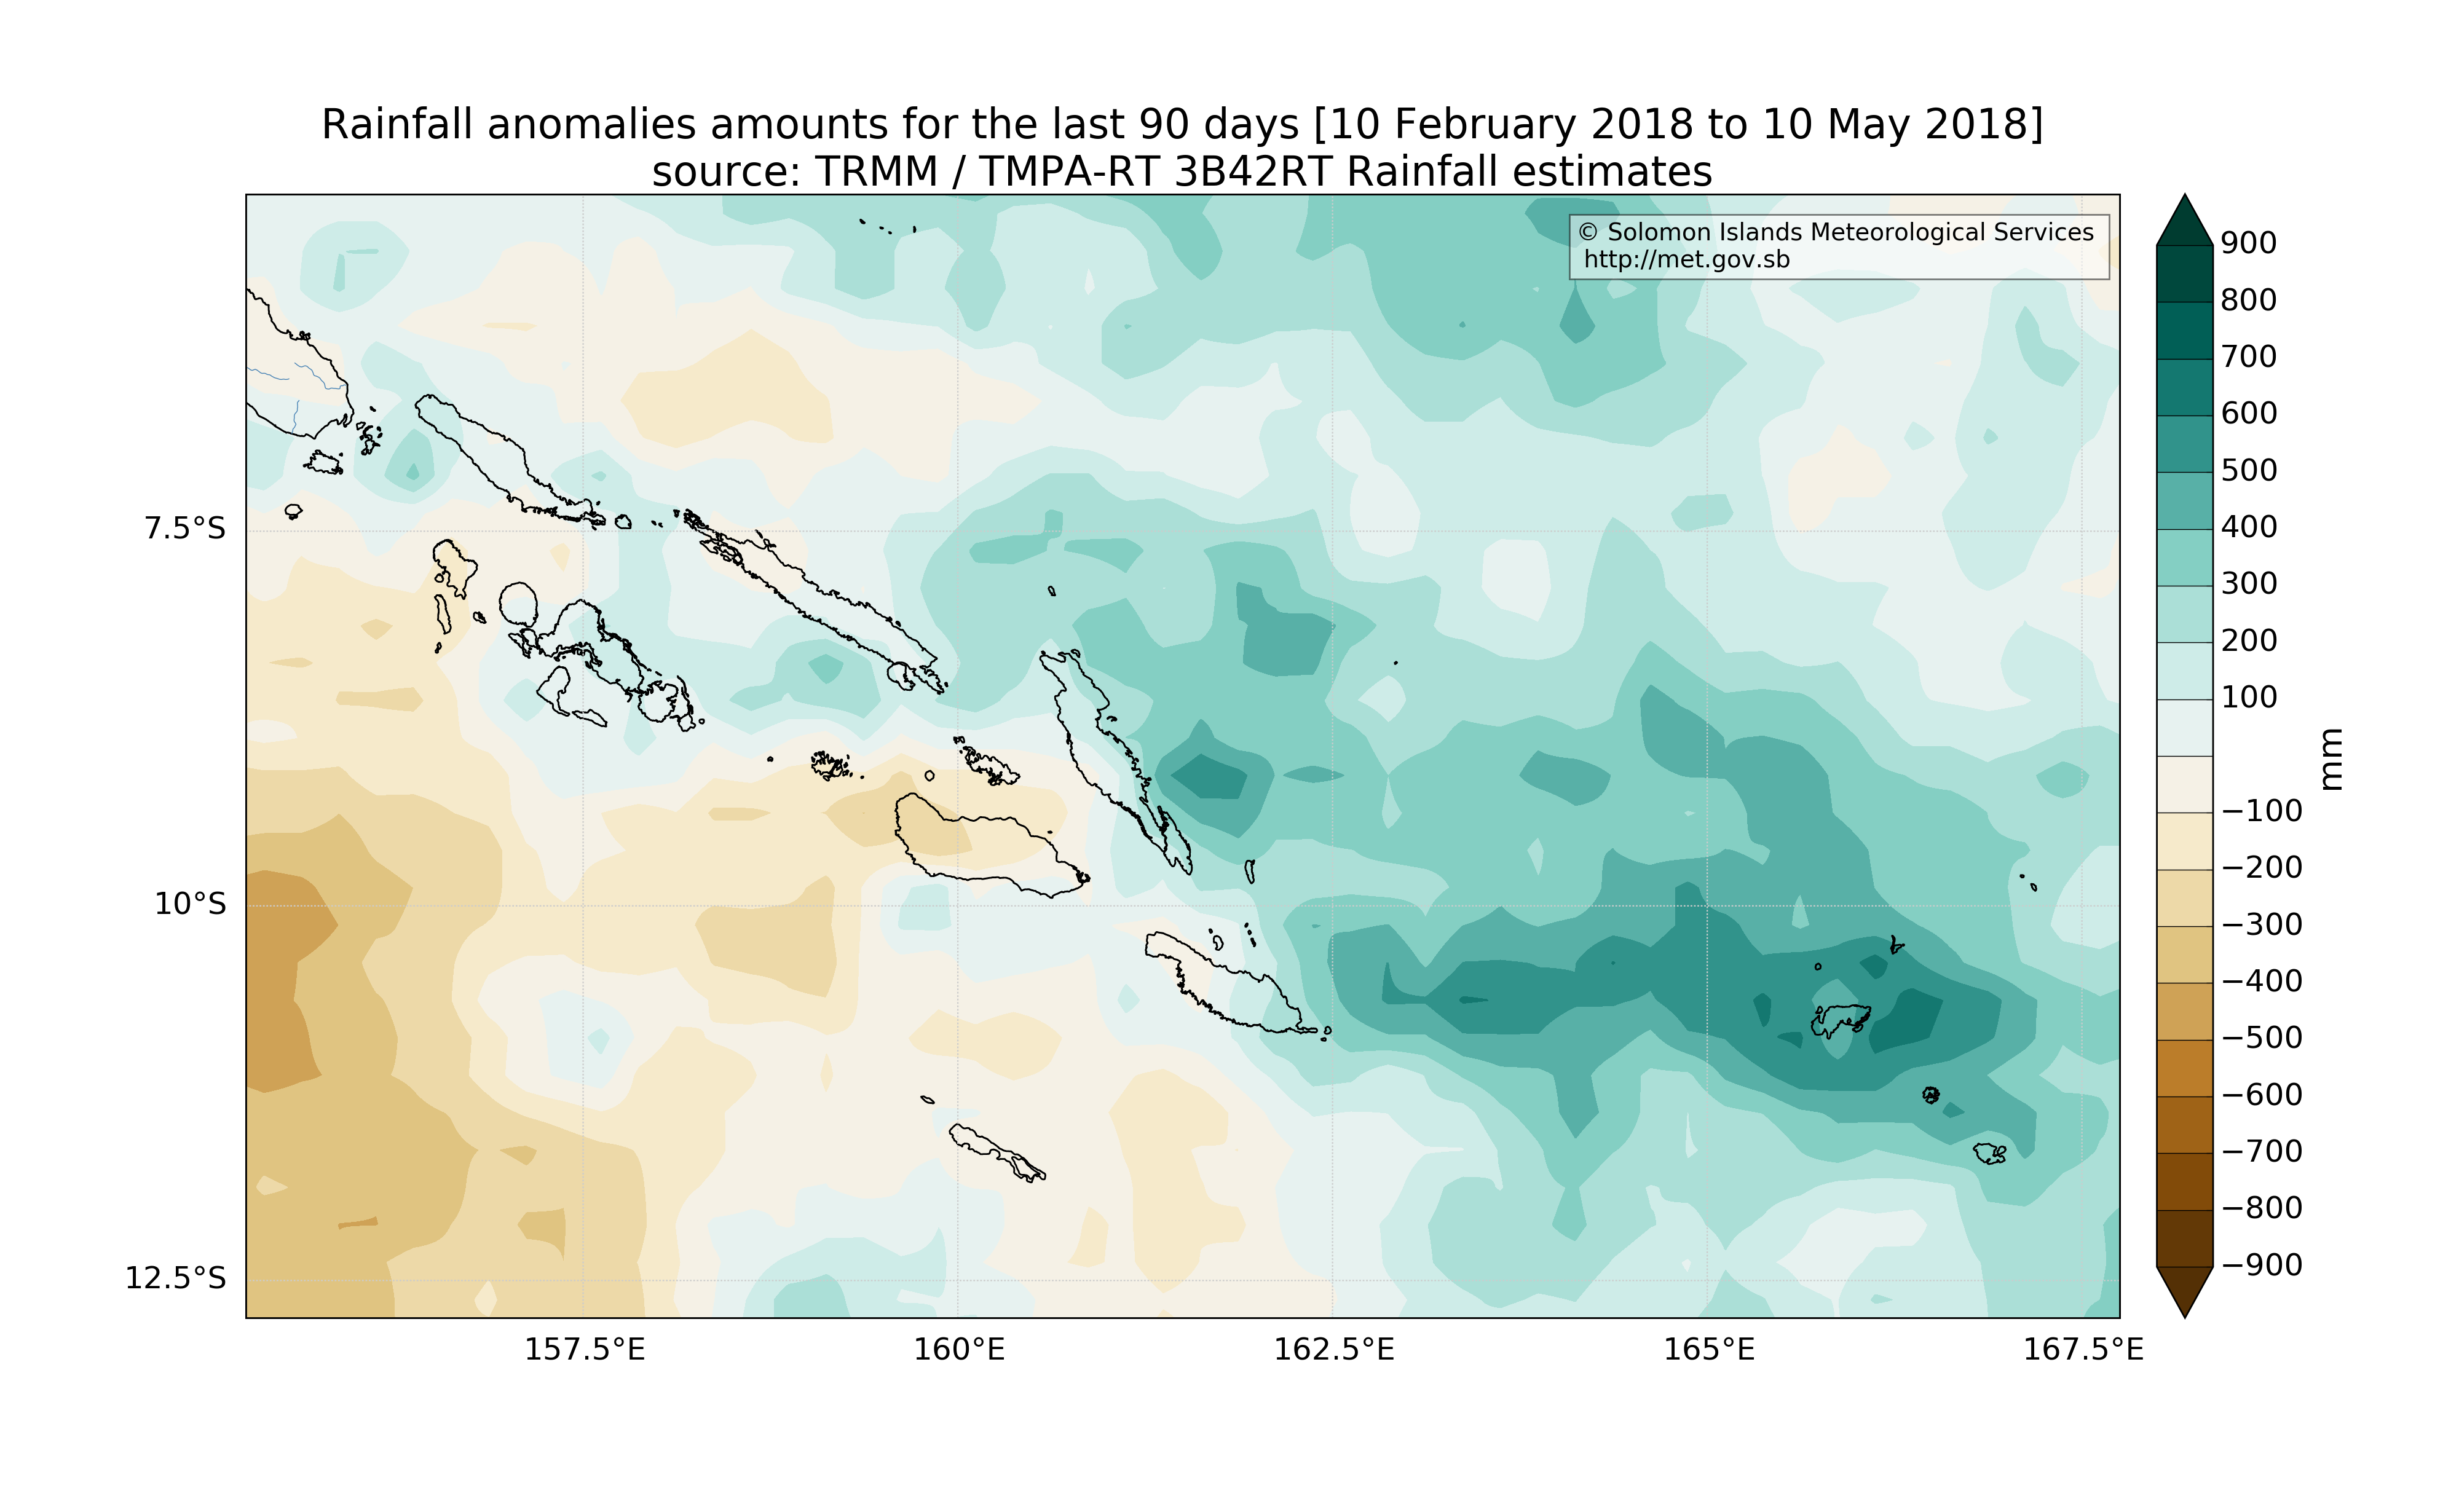 Rainfall anomalies amounts for the last 90 days [10 February 2018 to 10 May 2018]
source: TRMM / TMPA-RT 3B42RT Rainfall estimates
© Solomon Islands Meteorological Services
http://met.gov.sb
7.5°S
10°S
12.5°S
157.5°E
160°E
162.5°E
165°E
167.5°E
900
800
700
600
500
400
300
200
100
−100
−200
−300
−400
−500
−600
−700
−800
−900
mm